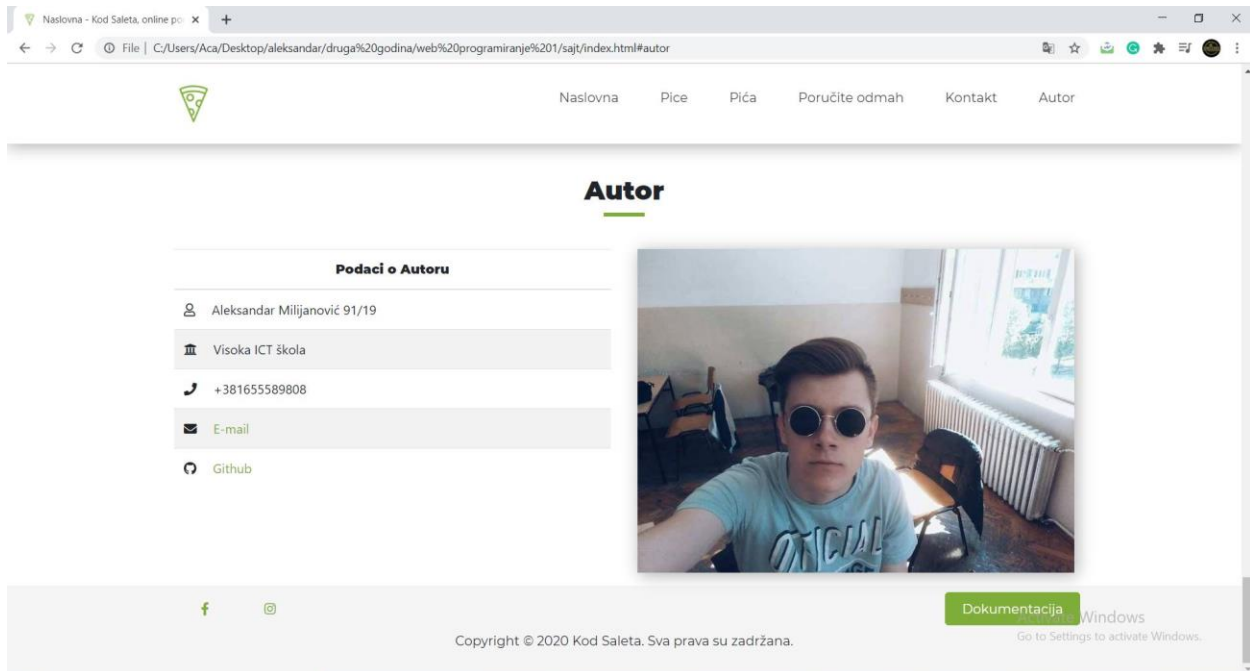 Naslovna - Kod Saleta, online po
File | C:/Users/Aca/Desktop/aleksandar/druga%20godina/web%20programiranje%201/sajt/index.html#autor
Naslovna Pice Pića Poručite odmah Kontakt Autor
Autor
Podaci o Autoru
Aleksandar Milijanović 91/19
Visoka ICT škola
+381655589808
E-mail
Github
Dokumentacija
Activate Windows
Go to Settings to activate Windows.
Copyright © 2020 Kod Saleta. Sva prava su zadržana.